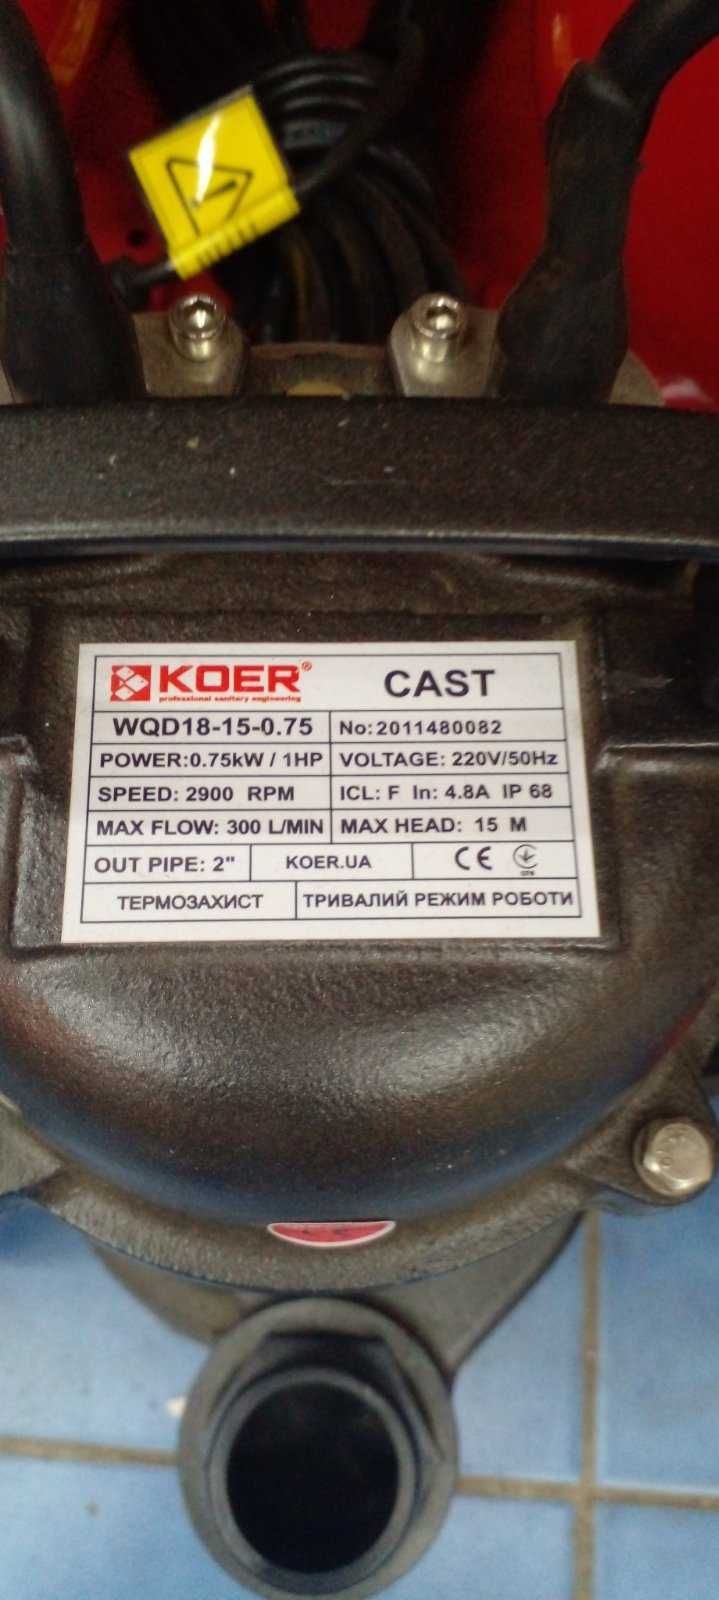 KOER®
professional sanitary engineering
CAST
WQD18-15-0.75
No:2011480082
POWER:0.75kW / 1HP
VOLTAGE: 220V/50Hz
SPEED: 2900 RPM
ICL: F In: 4.8A IP 68
MAX FLOW: 300 L/MIN
MAX HEAD: 15 M
OUT PIPE: 2"
KOER.UA
CE
ТЕРМОЗАХИСТ
ТРИВАЛИЙ РЕЖИМ РОБОТИ